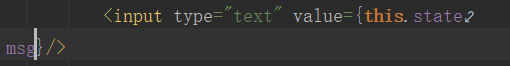 <input type="text" value={this.state
msg}/>